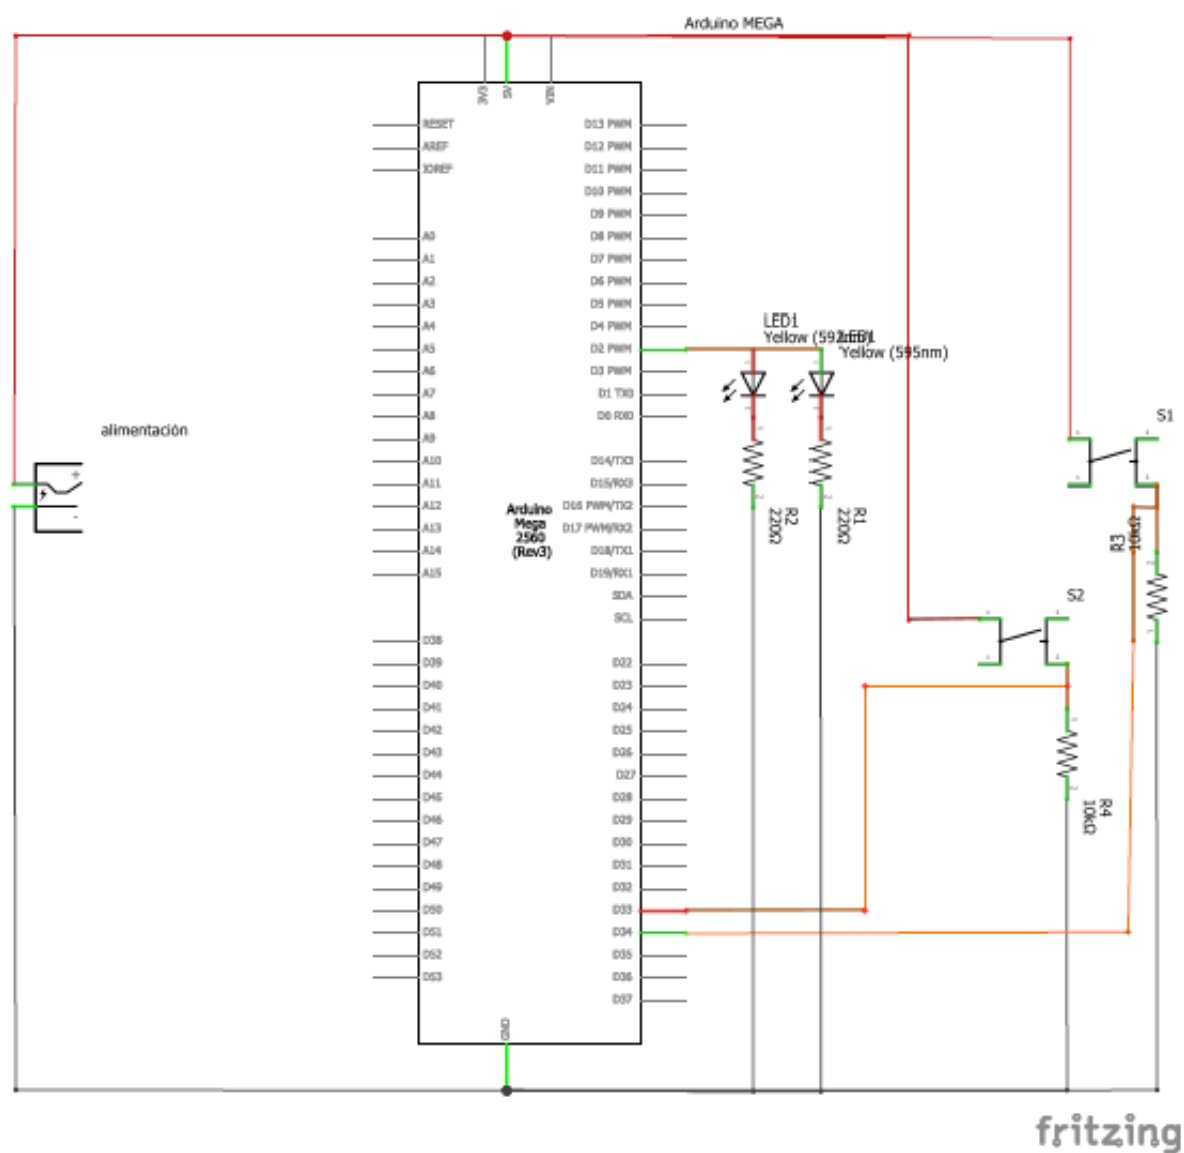 Arduino MEGA
3V3
5V
VIN
RESET
AREF
IOREF
A0
A1
A2
A3
A4
A5
A6
A7
A8
A9
A10
A11
A12
A13
A14
A15
D38
D39
D40
D41
D42
D43
D44
D45
D46
D47
D48
D49
D50
D51
D52
D53
Arduino
Mega
2560
(Rev3)
D13 PWM
D12 PWM
D11 PWM
D10 PWM
D9 PWM
D8 PWM
D7 PWM
D6 PWM
D5 PWM
D4 PWM
D2 PWM
D3 PWM
D1 TX0
D0 RX0
D14/TX3
D15/RX3
D16 PWM/TX2
D17 PWM/RX2
D18/TX1
D19/RX1
SDA
SCL
D22
D23
D24
D25
D26
D27
D28
D29
D30
D31
D32
D33
D34
D35
D36
D37
GND
alimentación
+
-
LED1
Yellow (592nm)
LED1
Yellow (595nm)
R2
220Ω
R1
220Ω
S1
R3
10kΩ
S2
R4
10kΩ
fritzing